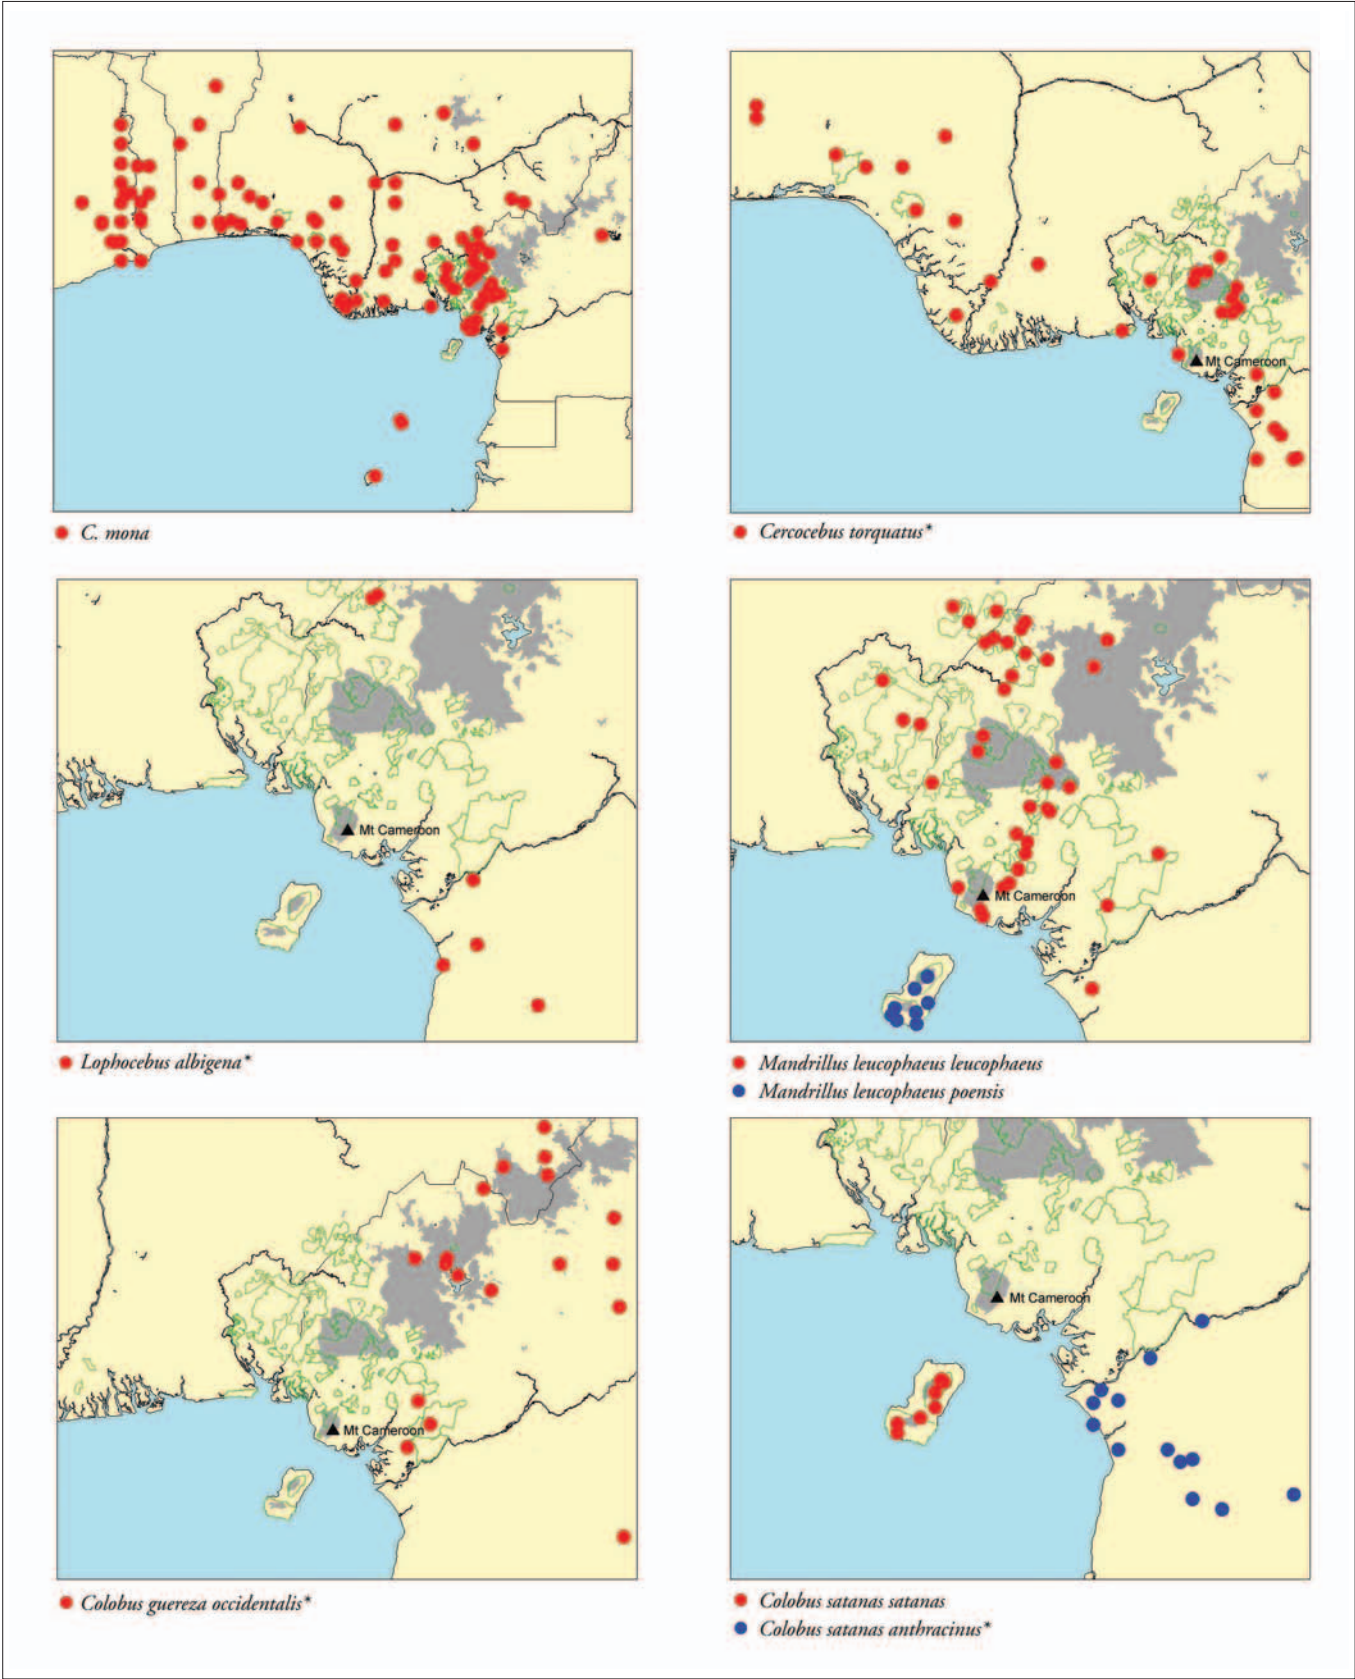 C. mona
Cercocebus torquatus*
Mt Cameroon
Lophocebus albigena*
Mt Cameroon
Mandrillus leucophaeus leucophaeus
Mandrillus leucophaeus poensis
Mt Cameroon
Colobus guereza occidentalis*
Mt Cameroon
Colobus satanas satanas
Colobus satanas anthracinus*
Mt Cameroon